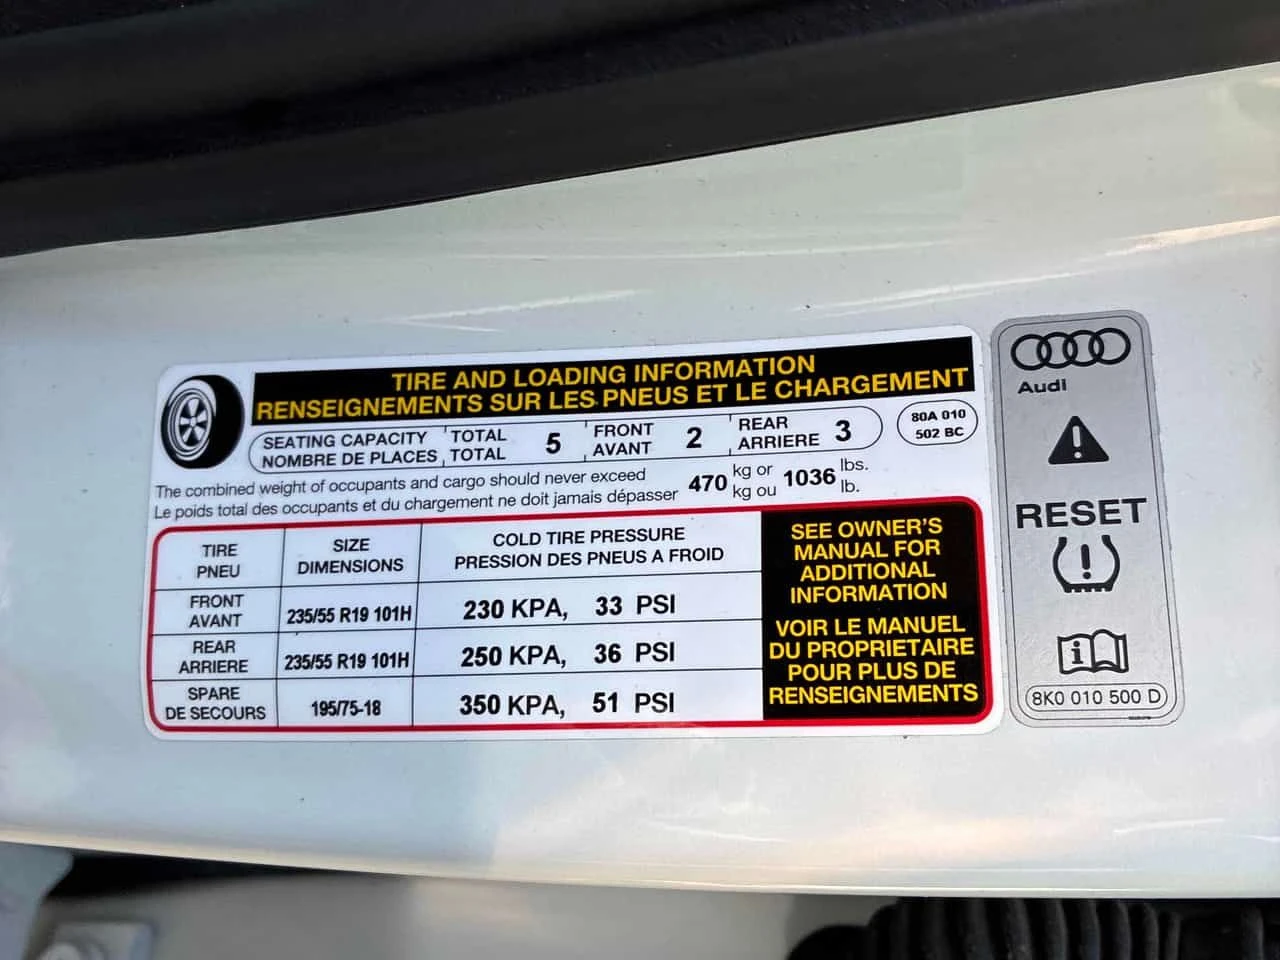 TIRE AND LOADING INFORMATION
RENSEIGNEMENTS SUR LES PNEUS ET LE CHARGEMENT
SEATING CAPACITY TOTAL 5 FRONT 2 REAR 3
NOMBRE DE PLACES TOTAL AVANT ARRIERE
80A 010
502 BC
The combined weight of occupants and cargo should never exceed 470 kg or 1036 lbs.
Le poids total des occupants et du chargement ne doit jamais dépasser kg ou lb.
TIRE SIZE COLD TIRE PRESSURE
PNEU DIMENSIONS PRESSION DES PNEUS A FROID
FRONT
AVANT 235/55 R19 101H 230 KPA, 33 PSI
REAR
ARRIERE 235/55 R19 101H 250 KPA, 36 PSI
SPARE
DE SECOURS 195/75-18 350 KPA, 51 PSI
SEE OWNER'S
MANUAL FOR
ADDITIONAL
INFORMATION
VOIR LE MANUEL
DU PROPRIETAIRE
POUR PLUS DE
RENSEIGNEMENTS
Audi
RESET
8K0 010 500 D